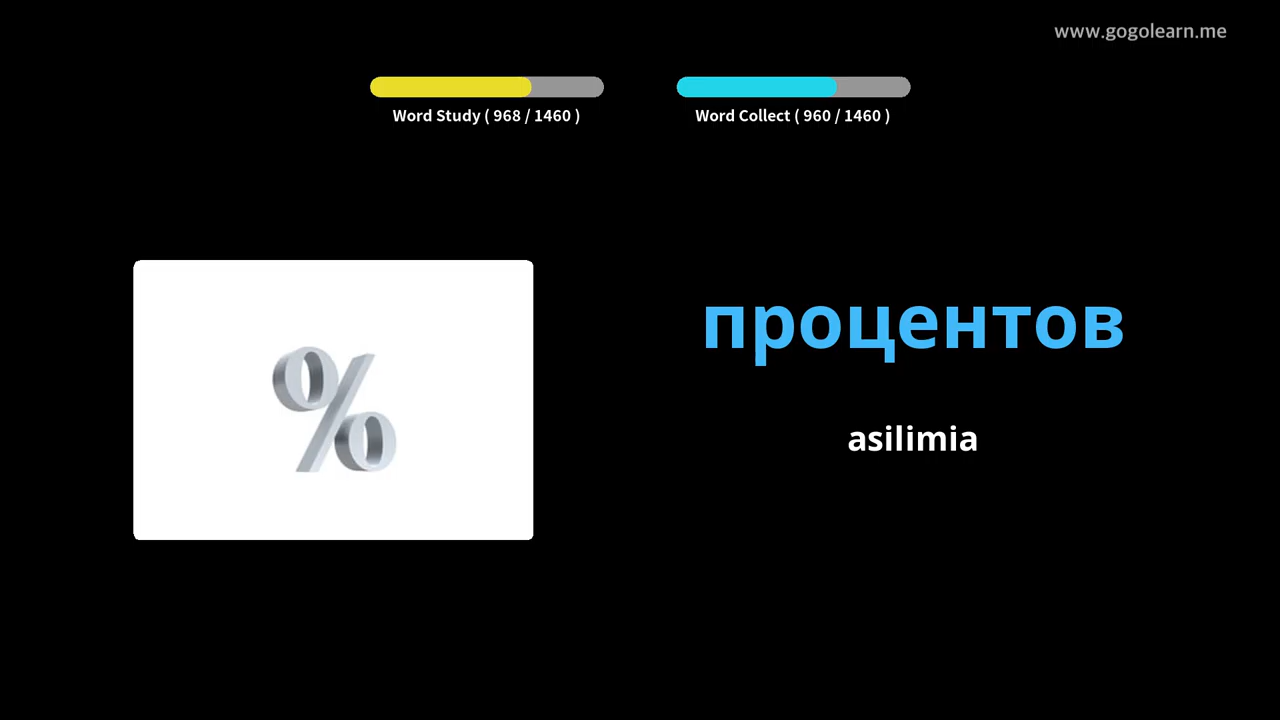 www.gogolearn.me
Word Study ( 968 / 1460 )
Word Collect ( 960 / 1460 )
%
процентов
asilimia